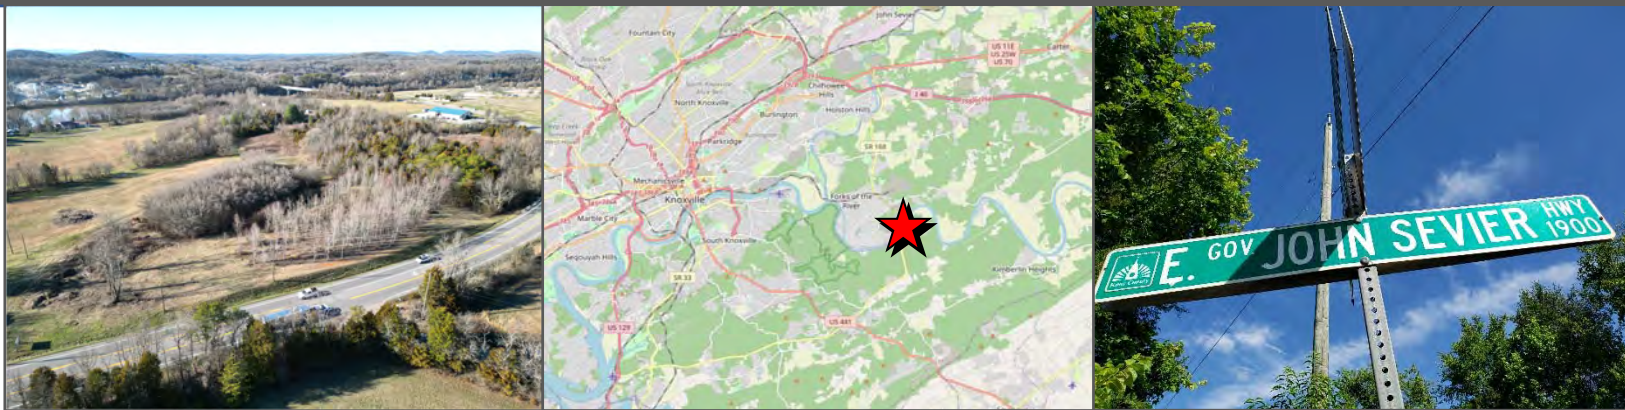 John Sevier
Fountain City
US 11E
US 25W
US 70
Carter
Chilhowee
Hills
I 40
North Knoxville
Holston Hills
Burlington
Burlington
Parkridge
SR 168
Mechanicsville
Knoxville
Forks of the
River
Marble City
South Knoxville
Sequoyah Hills
SR 33
Kimberlin Heights
US 129
US 441
E. GOV. JOHN SEVIER HWY
1900